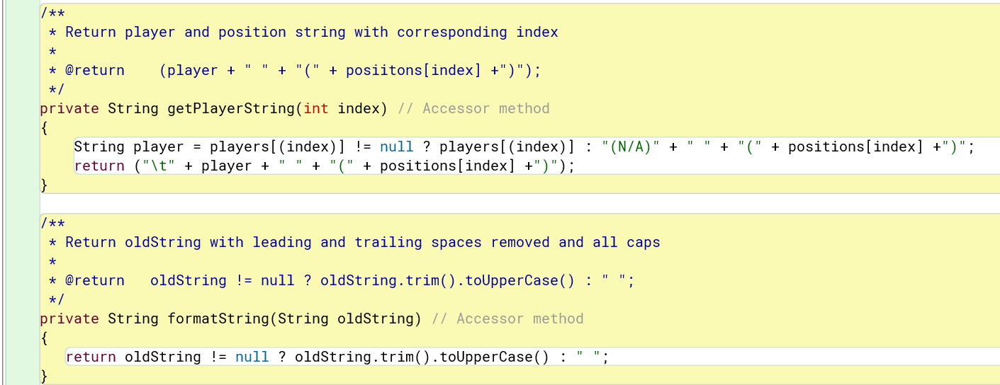 /**
 * Return player and position string with corresponding index
 *
 * @return    (player + " " + "(" + posiitons[index] +")");
 */
private String getPlayerString(int index) // Accessor method
{
    String player = players[(index)] != null ? players[(index)] : "(N/A)" + " " + "(" + positions[index] +")";
    return ("\t" + player + " " + "(" + positions[index] +")");
}
/**
 * Return oldString with leading and trailing spaces removed and all caps
 *
 * @return   oldString != null ? oldString.trim().toUpperCase() : " ";
 */
private String formatString(String oldString) // Accessor method
{
   return oldString != null ? oldString.trim().toUpperCase() : " ";
}